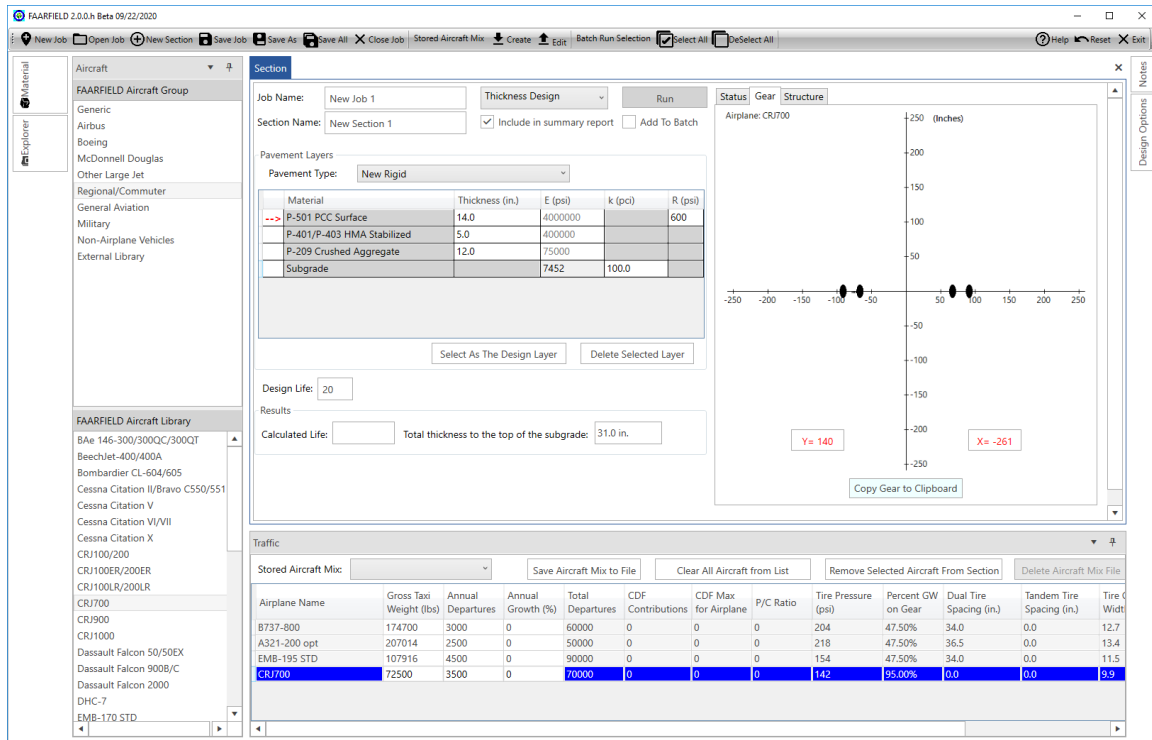 FAARFIELD 2.0.0.h Beta 09/22/2020
New Job Open Job New Section Save Job Save As Save All Close Job Stored Aircraft Mix Create Edit Batch Run Selection Select All DeSelect All Help Reset Exit
Material
Explorer
Aircraft
FAARFIELD Aircraft Group
Generic
Airbus
Boeing
McDonnell Douglas
Other Large Jet
Regional/Commuter
General Aviation
Military
Non-Airplane Vehicles
External Library
FAARFIELD Aircraft Library
BAe 146-300/300QC/300QT
BeechJet-400/400A
Bombardier CL-604/605
Cessna Citation II/Bravo C550/551
Cessna Citation V
Cessna Citation VI/VII
Cessna Citation X
CRJ100/200
CRJ100ER/200ER
CRJ100LR/200LR
CRJ700
CRJ900
CRJ1000
Dassault Falcon 50/50EX
Dassault Falcon 900B/C
Dassault Falcon 2000
DHC-7
EMB-170 STD
Section
Job Name: New Job 1 Thickness Design Run
Section Name: New Section 1 Include in summary report Add To Batch
Pavement Layers
Pavement Type: New Rigid
Material Thickness (in.) E (psi) k (pci) R (psi)
--> P-501 PCC Surface 14.0 4000000 600
P-401/P-403 HMA Stabilized 5.0 400000
P-209 Crushed Aggregate 12.0 75000
Subgrade 7452 100.0
Select As The Design Layer Delete Selected Layer
Design Life: 20
Results
Calculated Life: Total thickness to the top of the subgrade: 31.0 in.
Status Gear Structure
Airplane: CRJ700
250 (Inches)
200
150
100
50
-250 -200 -150 -100 -50 50 100 150 200 250
-50
-100
-150
-200
-250
Y= 140 X= -261
Copy Gear to Clipboard
Notes
Design Options
Traffic
Stored Aircraft Mix: Save Aircraft Mix to File Clear All Aircraft from List Remove Selected Aircraft From Section Delete Aircraft Mix File
Airplane Name Gross Taxi Weight (lbs) Annual Departures Annual Growth (%) Total Departures CDF Contributions CDF Max for Airplane P/C Ratio Tire Pressure (psi) Percent GW on Gear Dual Tire Spacing (in.) Tandem Tire Spacing (in.) Tire
B737-800 174700 3000 0 60000 0 0 0 204 47.50% 34.0 0.0 12.7
A321-200 opt 207014 2500 0 50000 0 0 0 218 47.50% 36.5 0.0 13.4
EMB-195 STD 107916 4500 0 90000 0 0 0 154 47.50% 34.0 0.0 11.5
CRJ700 72500 3500 0 70000 0 0 0 142 95.00% 0.0 0.0 9.9